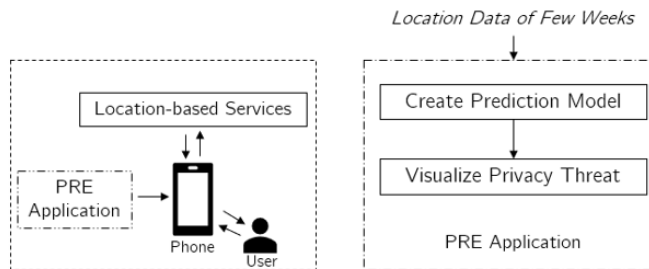 Location Data of Few Weeks
Location-based Services
PRE
Application
Phone
User
Create Prediction Model
Visualize Privacy Threat
PRE Application